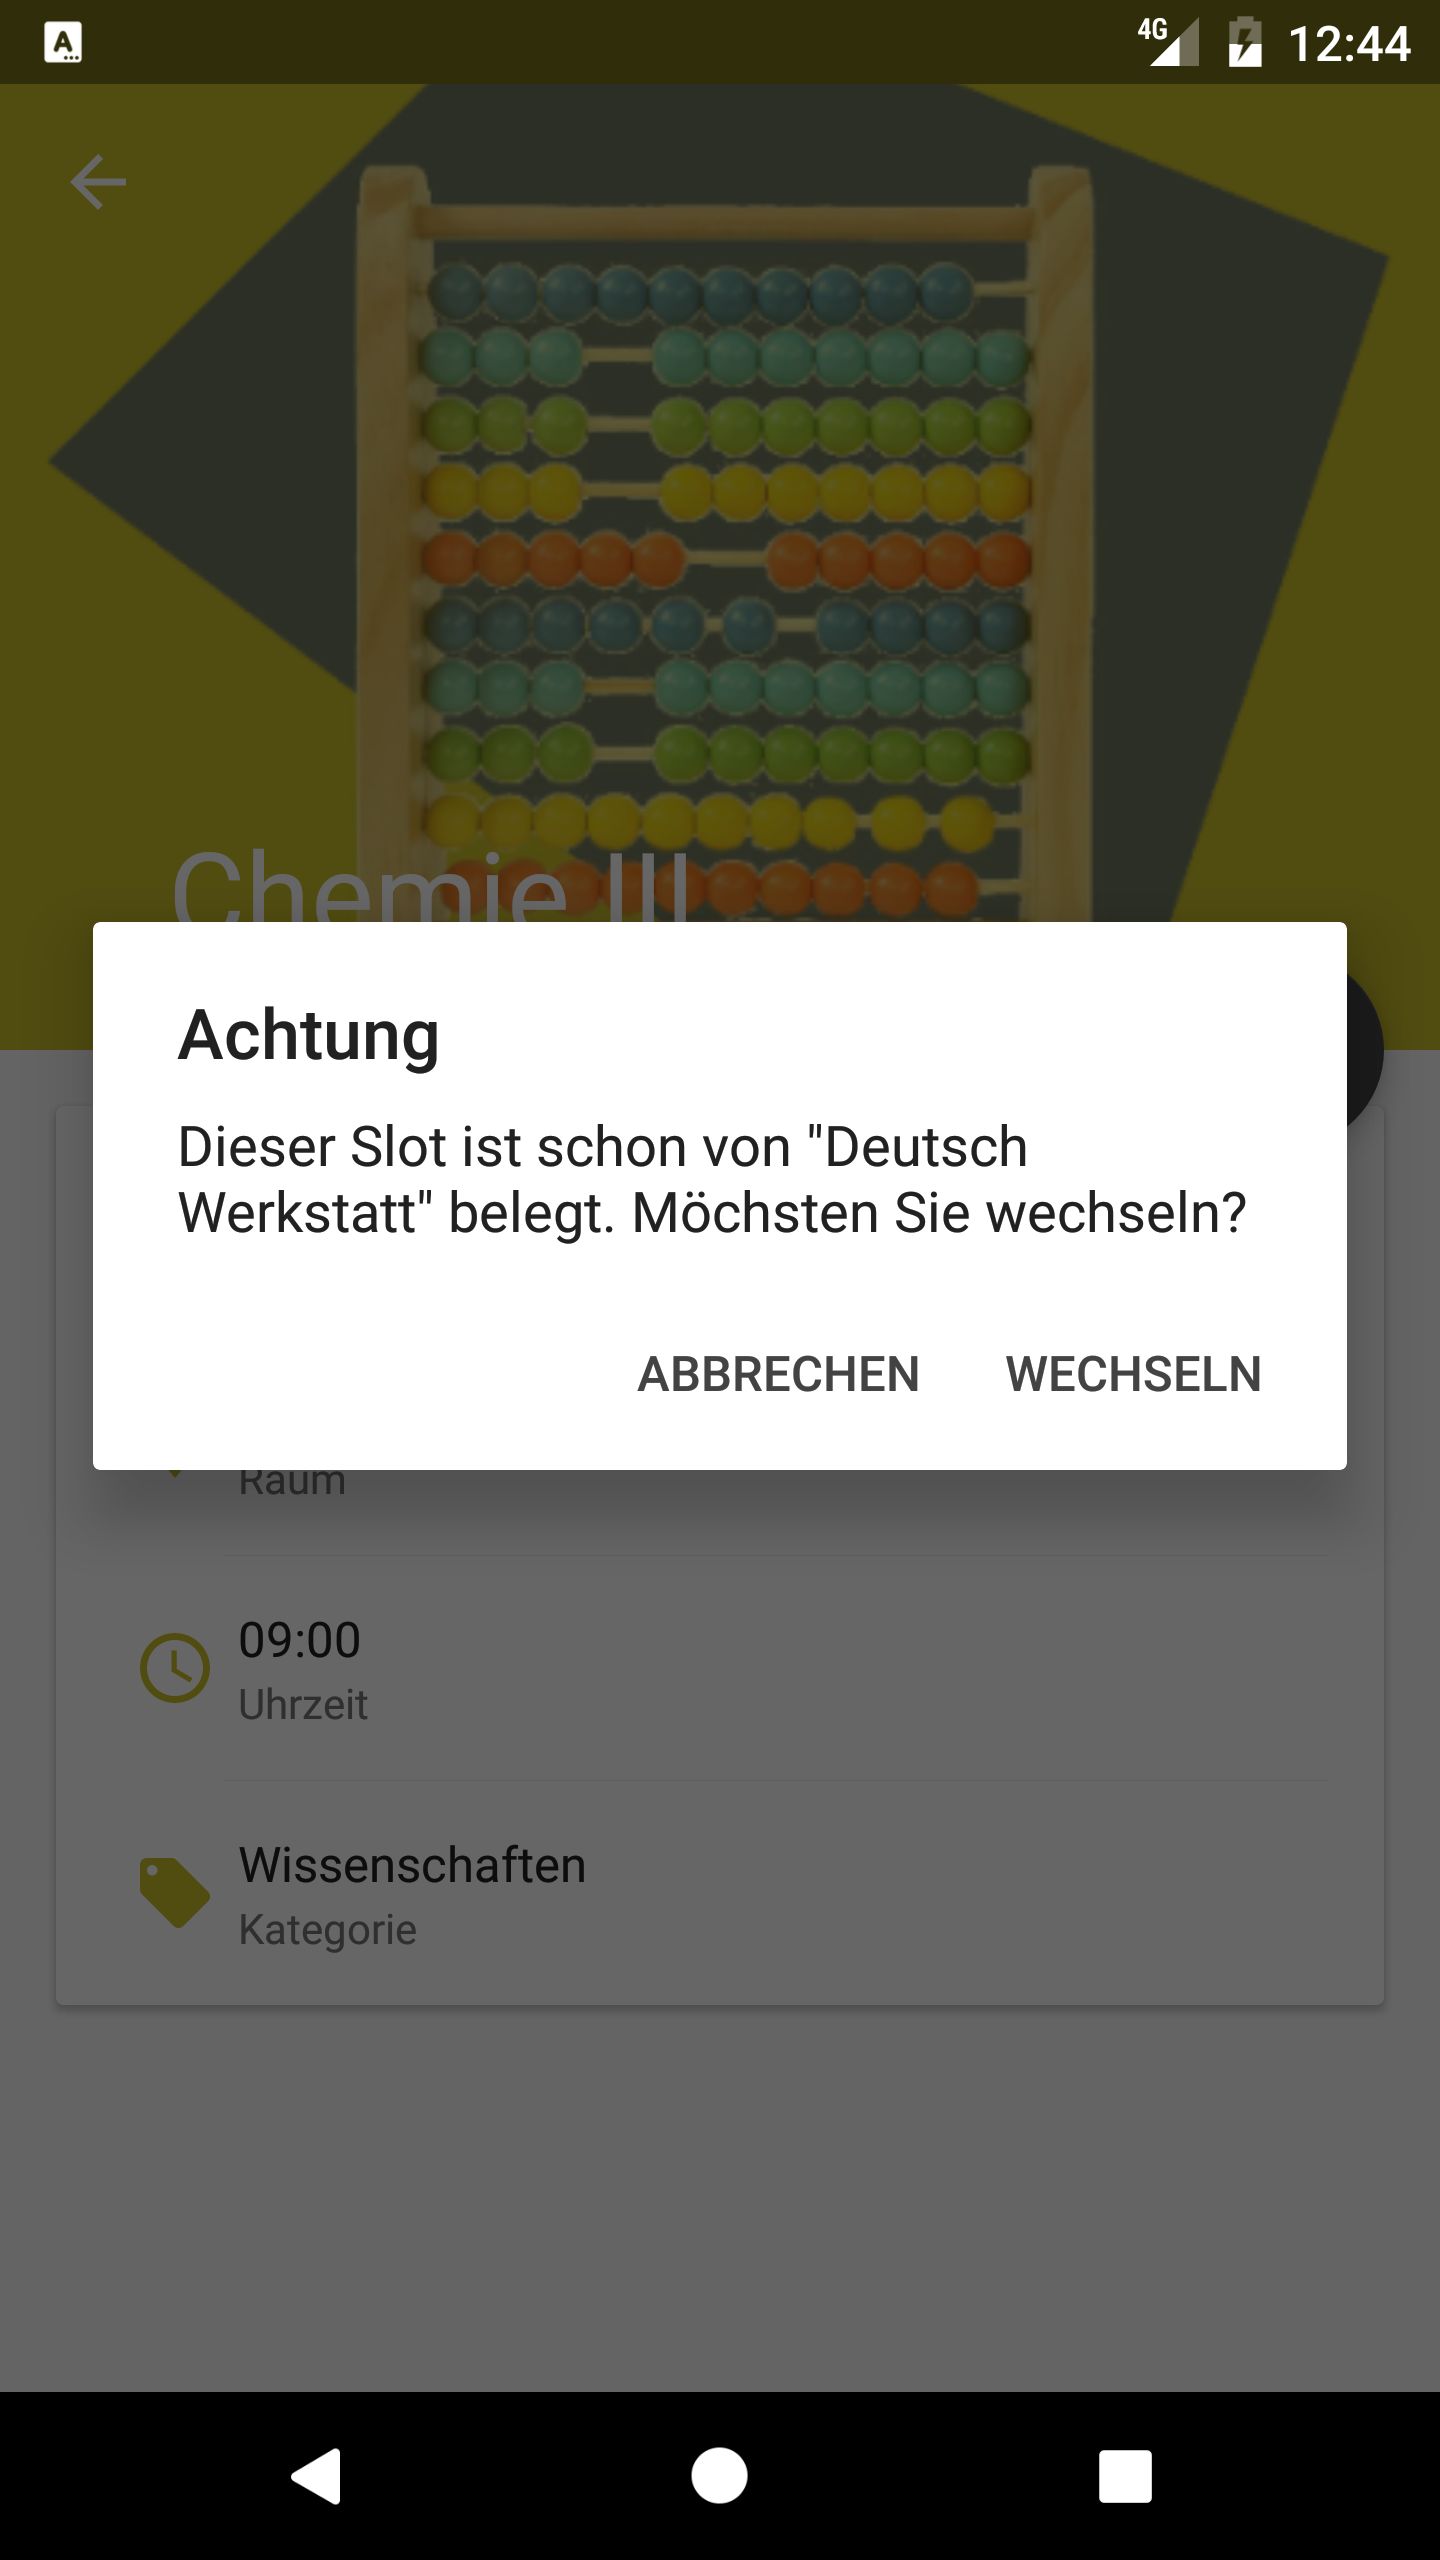 A
4G 12:44
Chemie III
Achtung
Dieser Slot ist schon von "Deutsch
Werkstatt" belegt. Möchsten Sie wechseln?
ABBRECHEN WECHSELN
Raum
09:00
Uhrzeit
Wissenschaften
Kategorie